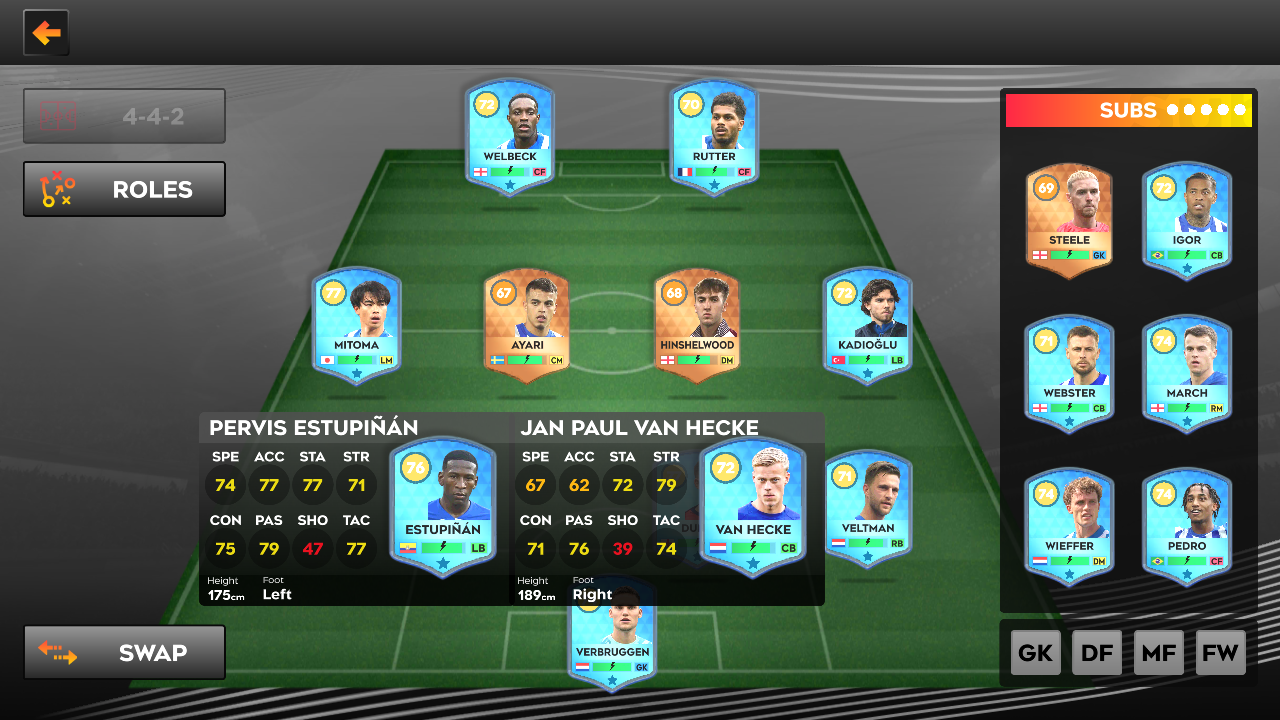 4-4-2
ROLES
SUBS
72
WELBECK
CF
70
RUTTER
CF
69
STEELE
GK
72
IGOR
CB
77
MITOMA
LM
67
AYARI
CM
68
HINSHELWOOD
DM
72
KADIOĞLU
LB
71
WEBSTER
CB
74
MARCH
RM
PERVIS ESTUPIÑÁN
SPE ACC STA STR
74 77 77 71
CON PAS SHO TAC
75 79 47 77
Height
175cm
Foot
Left
76
ESTUPIÑÁN
LB
JAN PAUL VAN HECKE
SPE ACC STA STR
67 62 72 79
CON PAS SHO TAC
71 76 39 74
Height
189cm
Foot
Right
72
VAN HECKE
CB
71
VELTMAN
RB
74
WIEFFER
DM
74
PEDRO
CF
VERBRUGGEN
GK
SWAP
GK DF MF FW